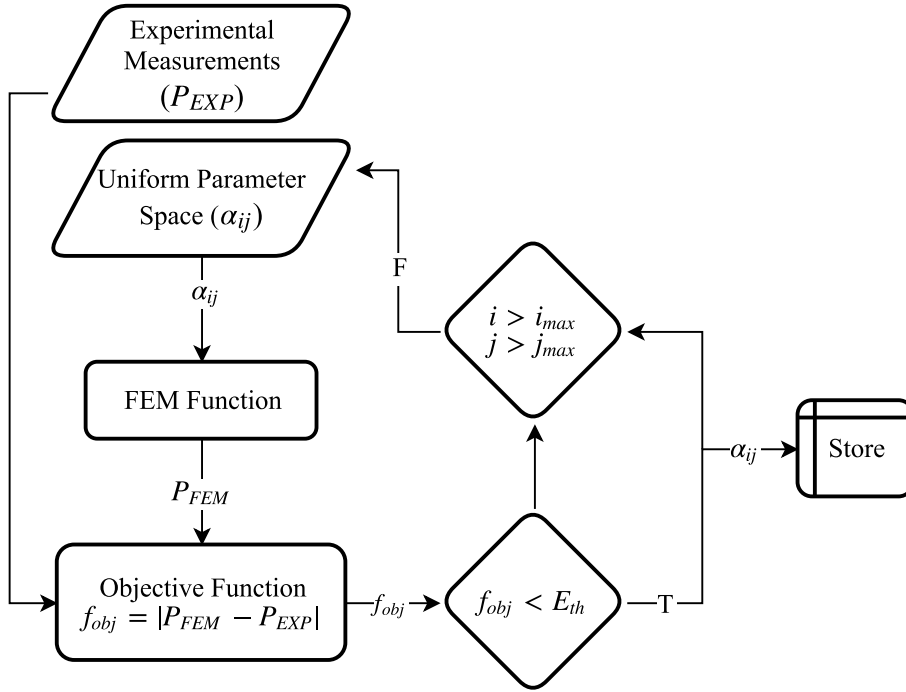 Experimental
Measurements
(P_EXP)
Uniform Parameter
Space (α_ij)
α_ij
FEM Function
P_FEM
Objective Function
f_obj = |P_FEM − P_EXP|
f_obj
f_obj < E_th
T
F
i > i_max
j > j_max
α_ij
Store